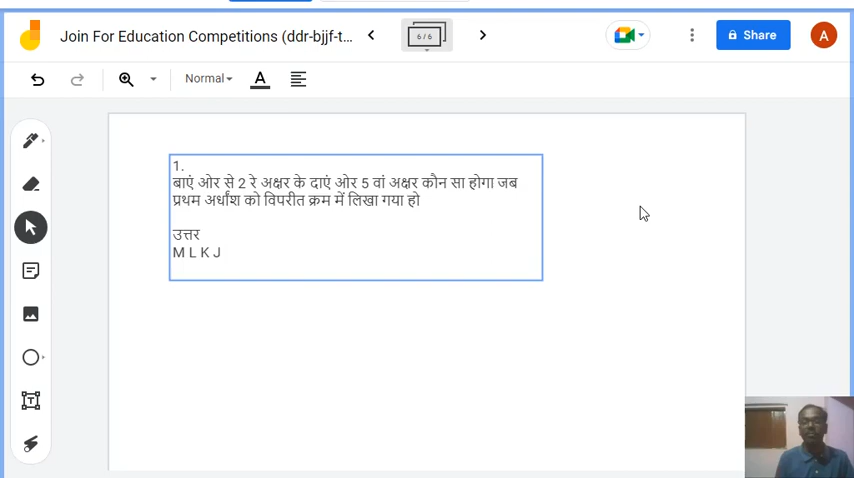 Join For Education Competitions (ddr-bjjf-t...
6 / 6
Share
A
Normal
A
1.
बाएं ओर से 2 रे अक्षर के दाएं ओर 5 वां अक्षर कौन सा होगा जब
प्रथम अर्धांश को विपरीत क्रम में लिखा गया हो
उत्तर
M L K J